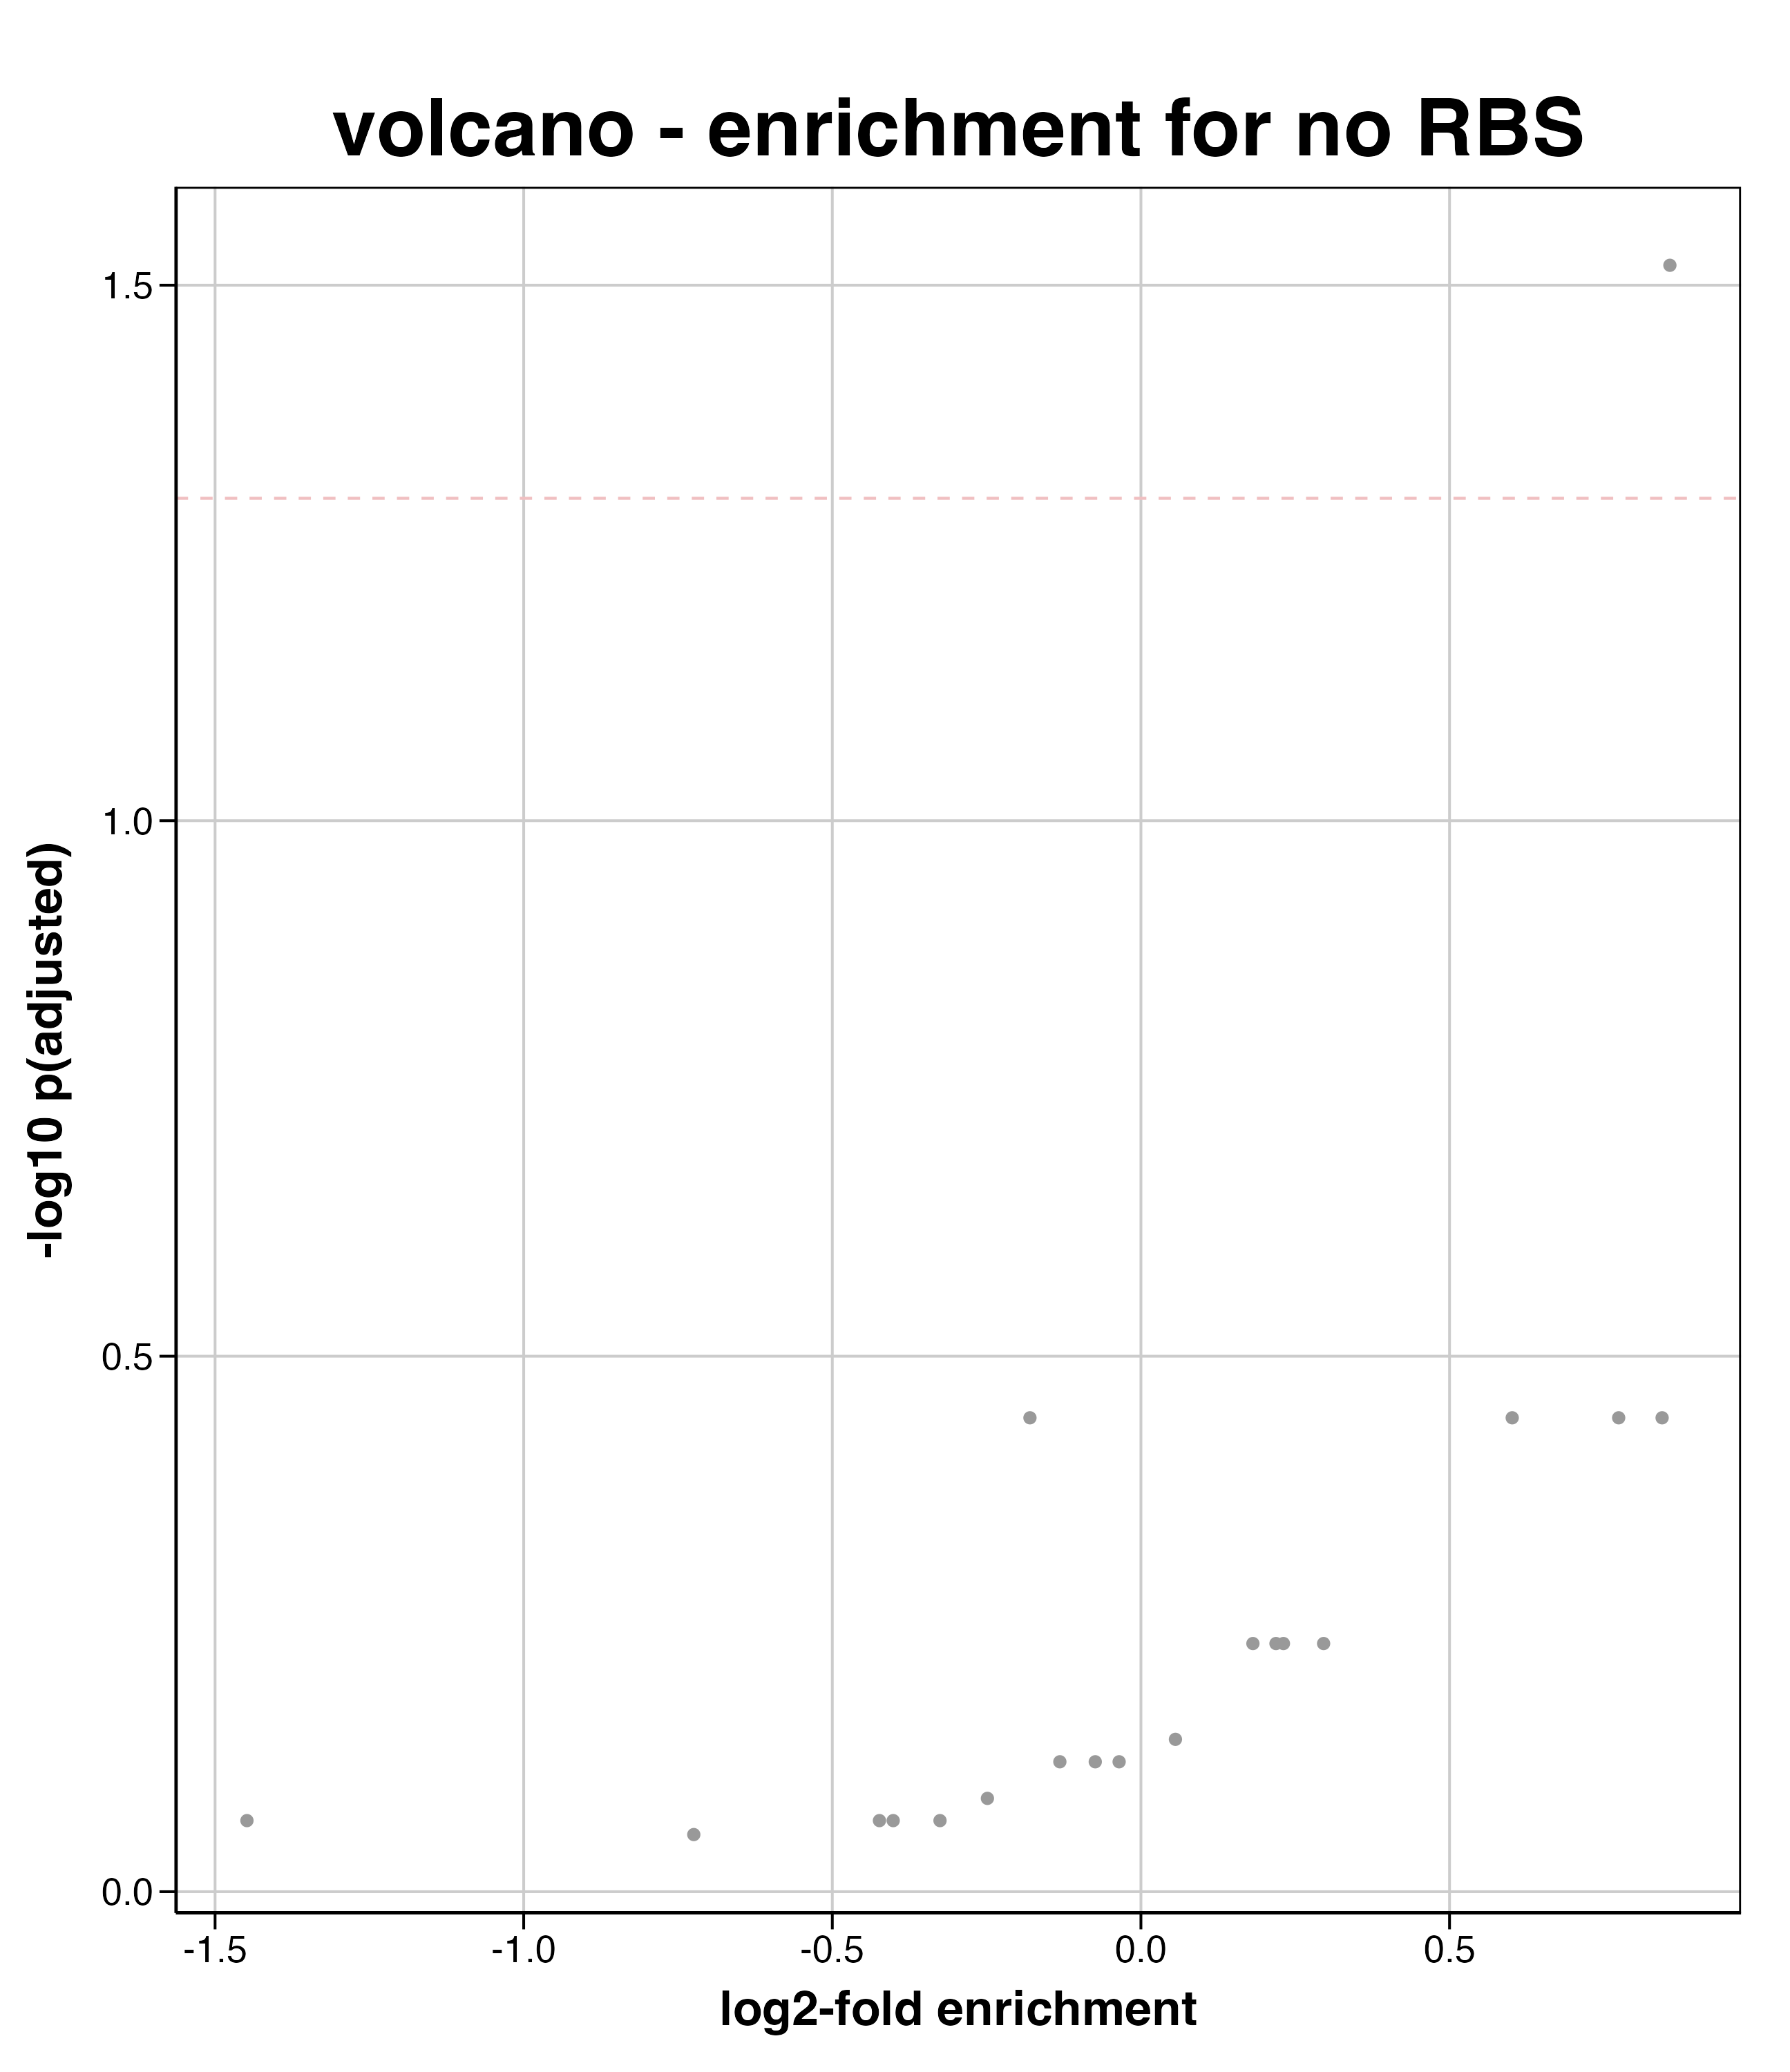 volcano - enrichment for no RBS
1.5
1.0
0.5
0.0
-log10 p(adjusted)
-1.5 -1.0 -0.5 0.0 0.5
log2-fold enrichment